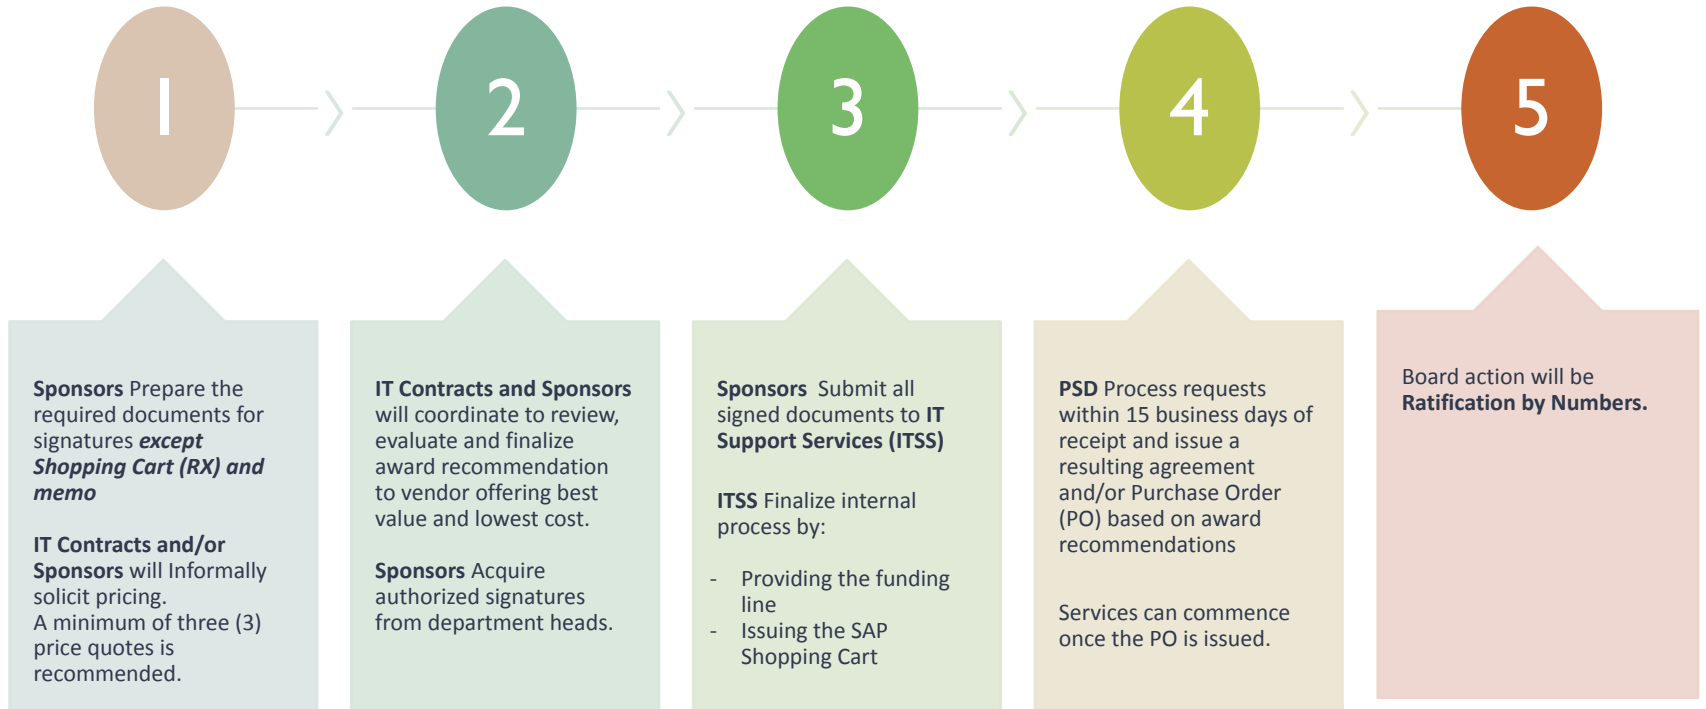 1
2
3
4
5
Sponsors Prepare the
required documents for
signatures except
Shopping Cart (RX) and
memo
IT Contracts and/or
Sponsors will Informally
solicit pricing.
A minimum of three (3)
price quotes is
recommended.
IT Contracts and Sponsors
will coordinate to review,
evaluate and finalize
award recommendation
to vendor offering best
value and lowest cost.
Sponsors Acquire
authorized signatures
from department heads.
Sponsors Submit all
signed documents to IT
Support Services (ITSS)
ITSS Finalize internal
process by:
- Providing the funding
line
- Issuing the SAP
Shopping Cart
PSD Process requests
within 15 business days of
receipt and issue a
resulting agreement
and/or Purchase Order
(PO) based on award
recommendations
Services can commence
once the PO is issued.
Board action will be
Ratification by Numbers.